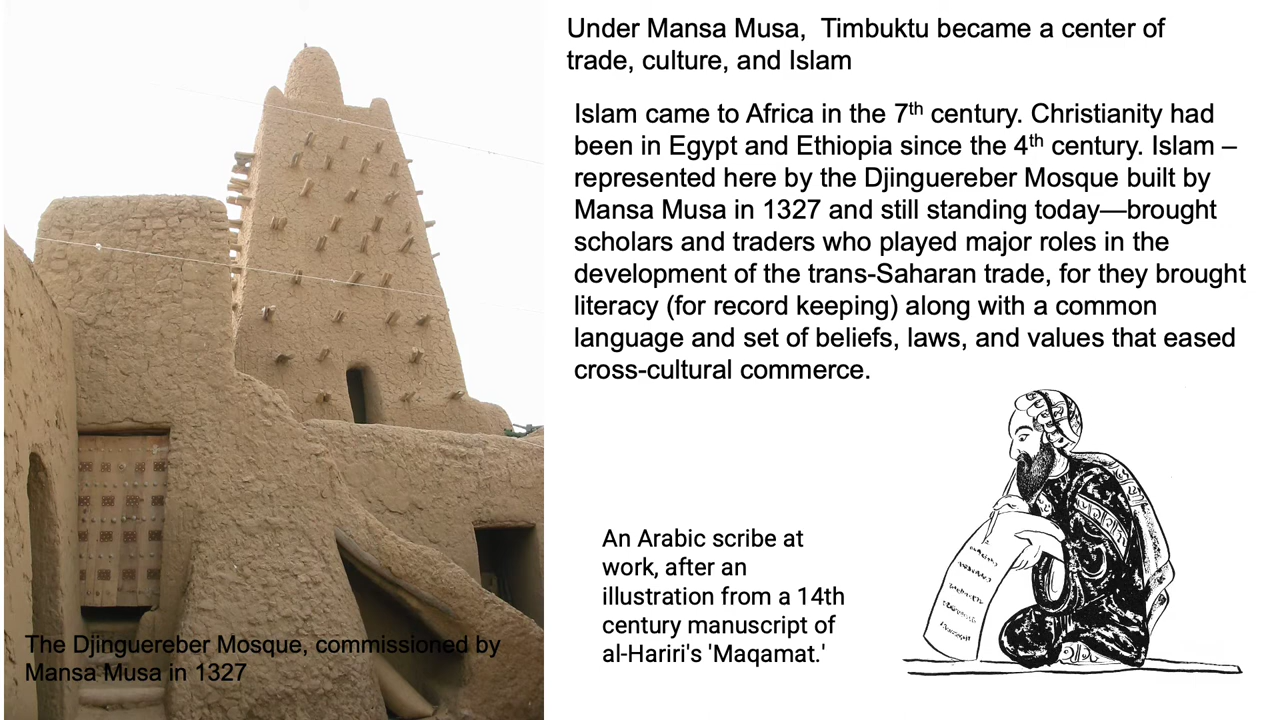 Under Mansa Musa,  Timbuktu became a center of
trade, culture, and Islam
Islam came to Africa in the 7th century. Christianity had
been in Egypt and Ethiopia since the 4th century. Islam –
represented here by the Djinguereber Mosque built by
Mansa Musa in 1327 and still standing today—brought
scholars and traders who played major roles in the
development of the trans-Saharan trade, for they brought
literacy (for record keeping) along with a common
language and set of beliefs, laws, and values that eased
cross-cultural commerce.
An Arabic scribe at
work, after an
illustration from a 14th
century manuscript of
al-Hariri's 'Maqamat.'
The Djinguereber Mosque, commissioned by
Mansa Musa in 1327